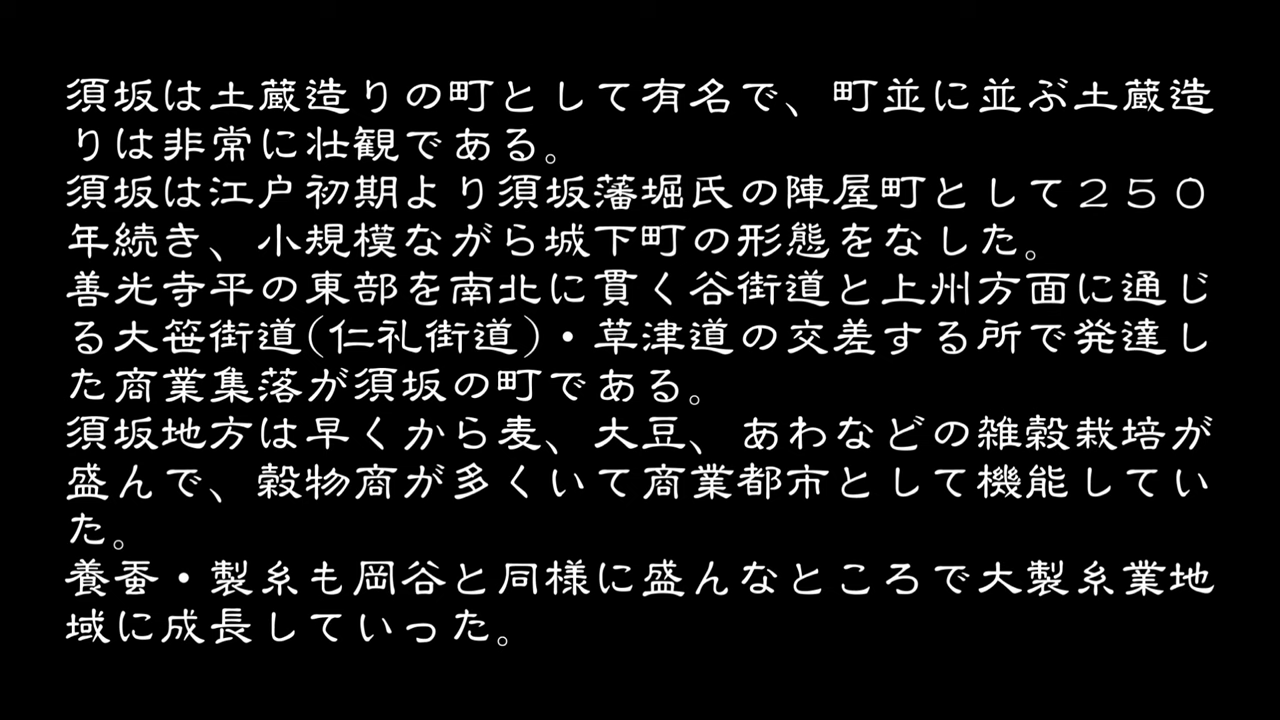 須坂は土蔵造りの町として有名で、町並に並ぶ土蔵造
りは非常に壮観である。
須坂は江戸初期より須坂藩堀氏の陣屋町として２５０
年続き、小規模ながら城下町の形態をなした。
善光寺平の東部を南北に貫く谷街道と上州方面に通じ
る大笹街道(仁礼街道)・草津道の交差する所で発達し
た商業集落が須坂の町である。
須坂地方は早くから麦、大豆、あわなどの雑穀栽培が
盛んで、穀物商が多くいて商業都市として機能してい
た。
養蚕・製糸も岡谷と同様に盛んなところで大製糸業地
域に成長していった。